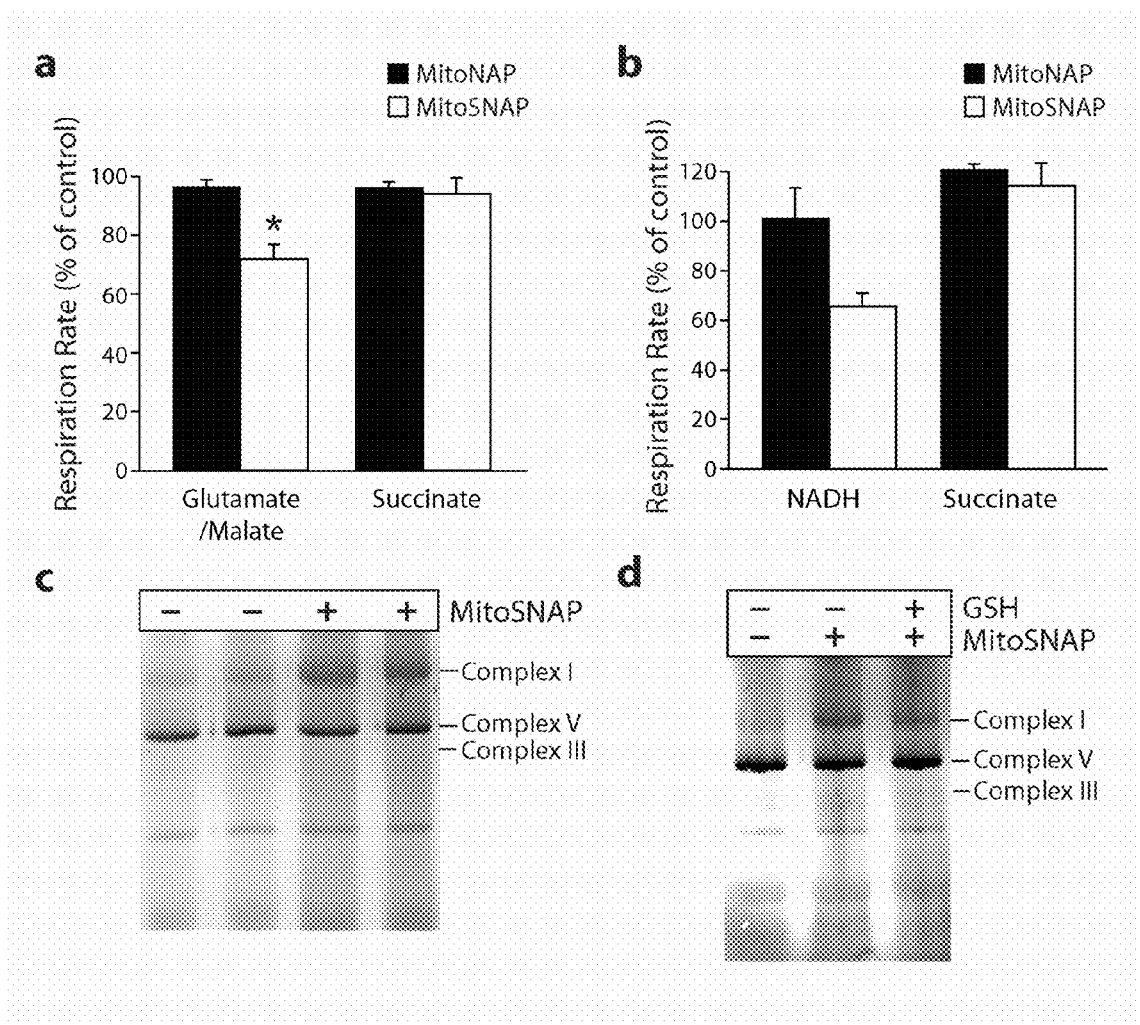 a
MitoNAP
MitoSNAP
Respiration Rate (% of control)
100
80
60
40
20
0
*
Glutamate
/Malate
Succinate
b
MitoNAP
MitoSNAP
Respiration Rate (% of control)
120
100
80
60
40
20
0
NADH
Succinate
c
− − + + MitoSNAP
Complex I
Complex V
Complex III
d
− − + GSH
− + + MitoSNAP
Complex I
Complex V
Complex III